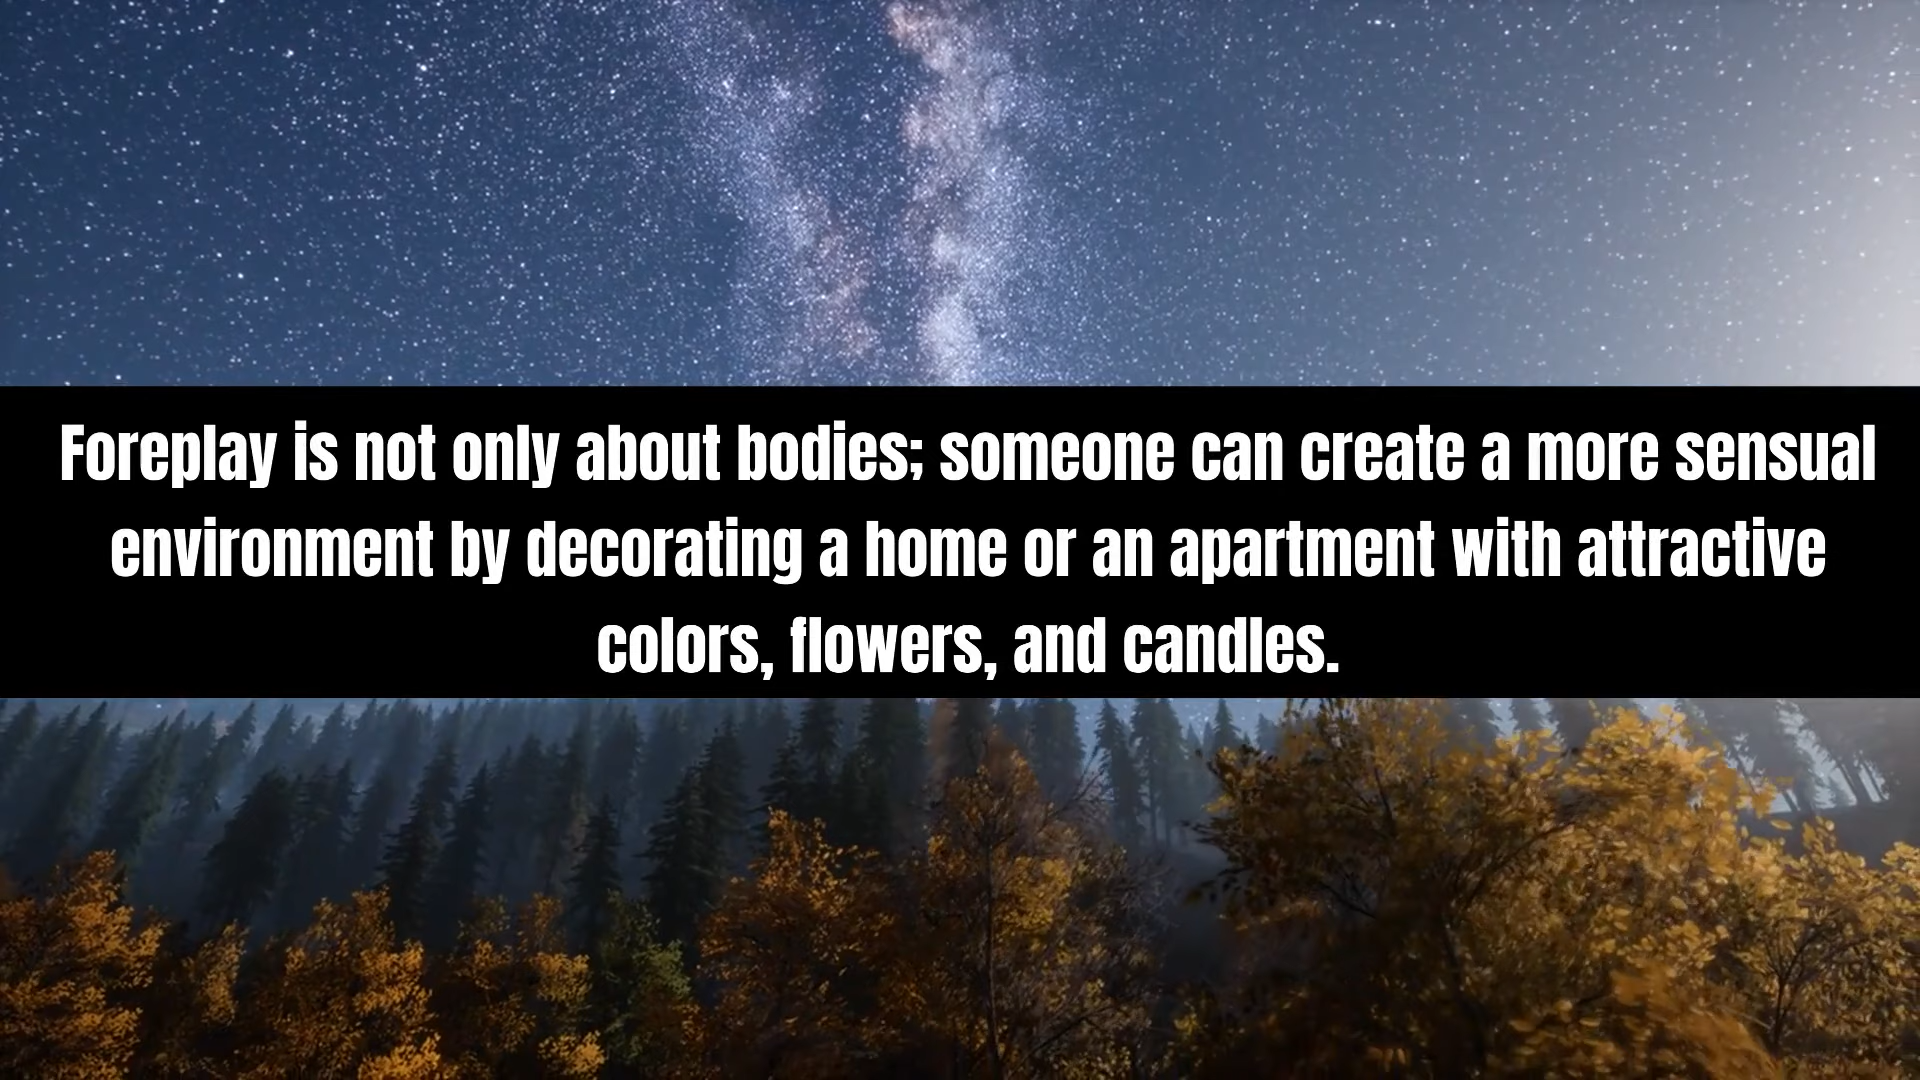 Foreplay is not only about bodies; someone can create a more sensual
environment by decorating a home or an apartment with attractive
colors, flowers, and candles.